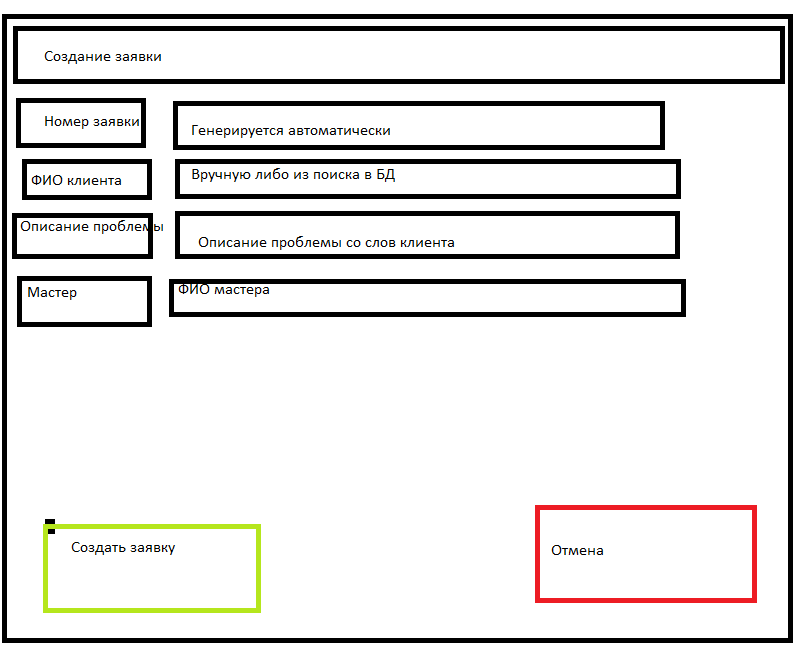 Создание заявки
Номер заявки
Генерируется автоматически
ФИО клиента
Вручную либо из поиска в БД
Описание проблемы
Описание проблемы со слов клиента
Мастер
ФИО мастера
Создать заявку
Отмена